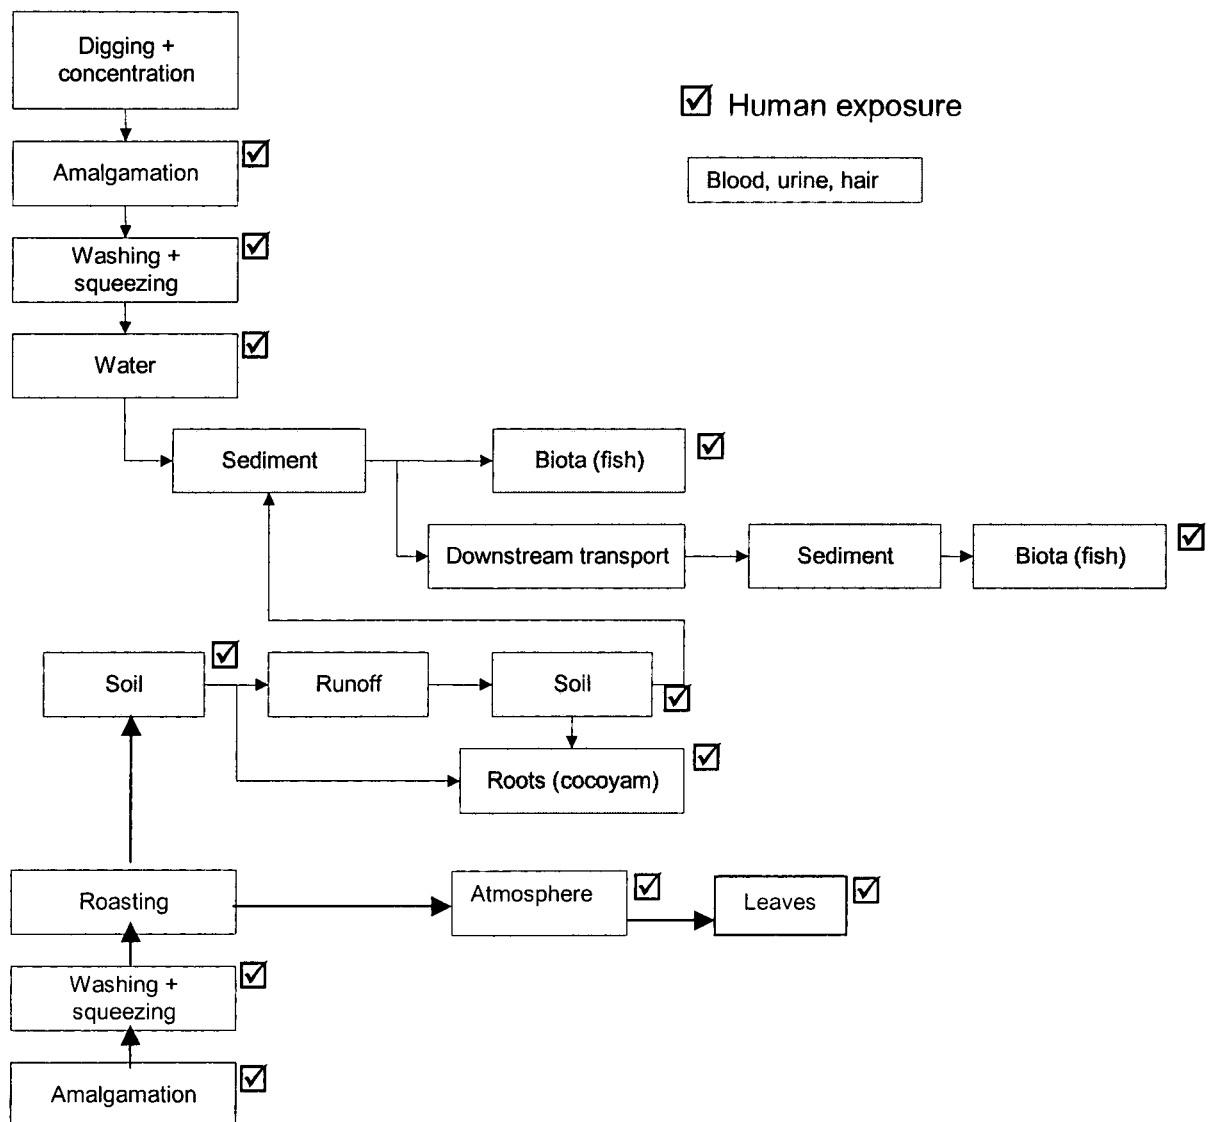 Digging +
concentration
Human exposure
Amalgamation
Blood, urine, hair
Washing +
squeezing
Water
Sediment
Biota (fish)
Downstream transport
Sediment
Biota (fish)
Soil
Runoff
Soil
Roots (cocoyam)
Roasting
Atmosphere
Leaves
Washing +
squeezing
Amalgamation